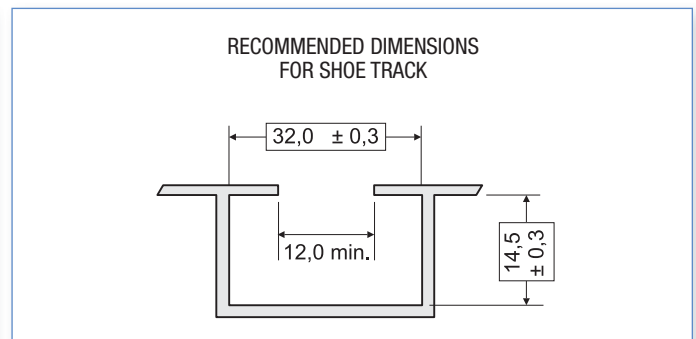 RECOMMENDED DIMENSIONS
FOR SHOE TRACK
32,0 ± 0,3
12,0 min.
14,5
± 0,3